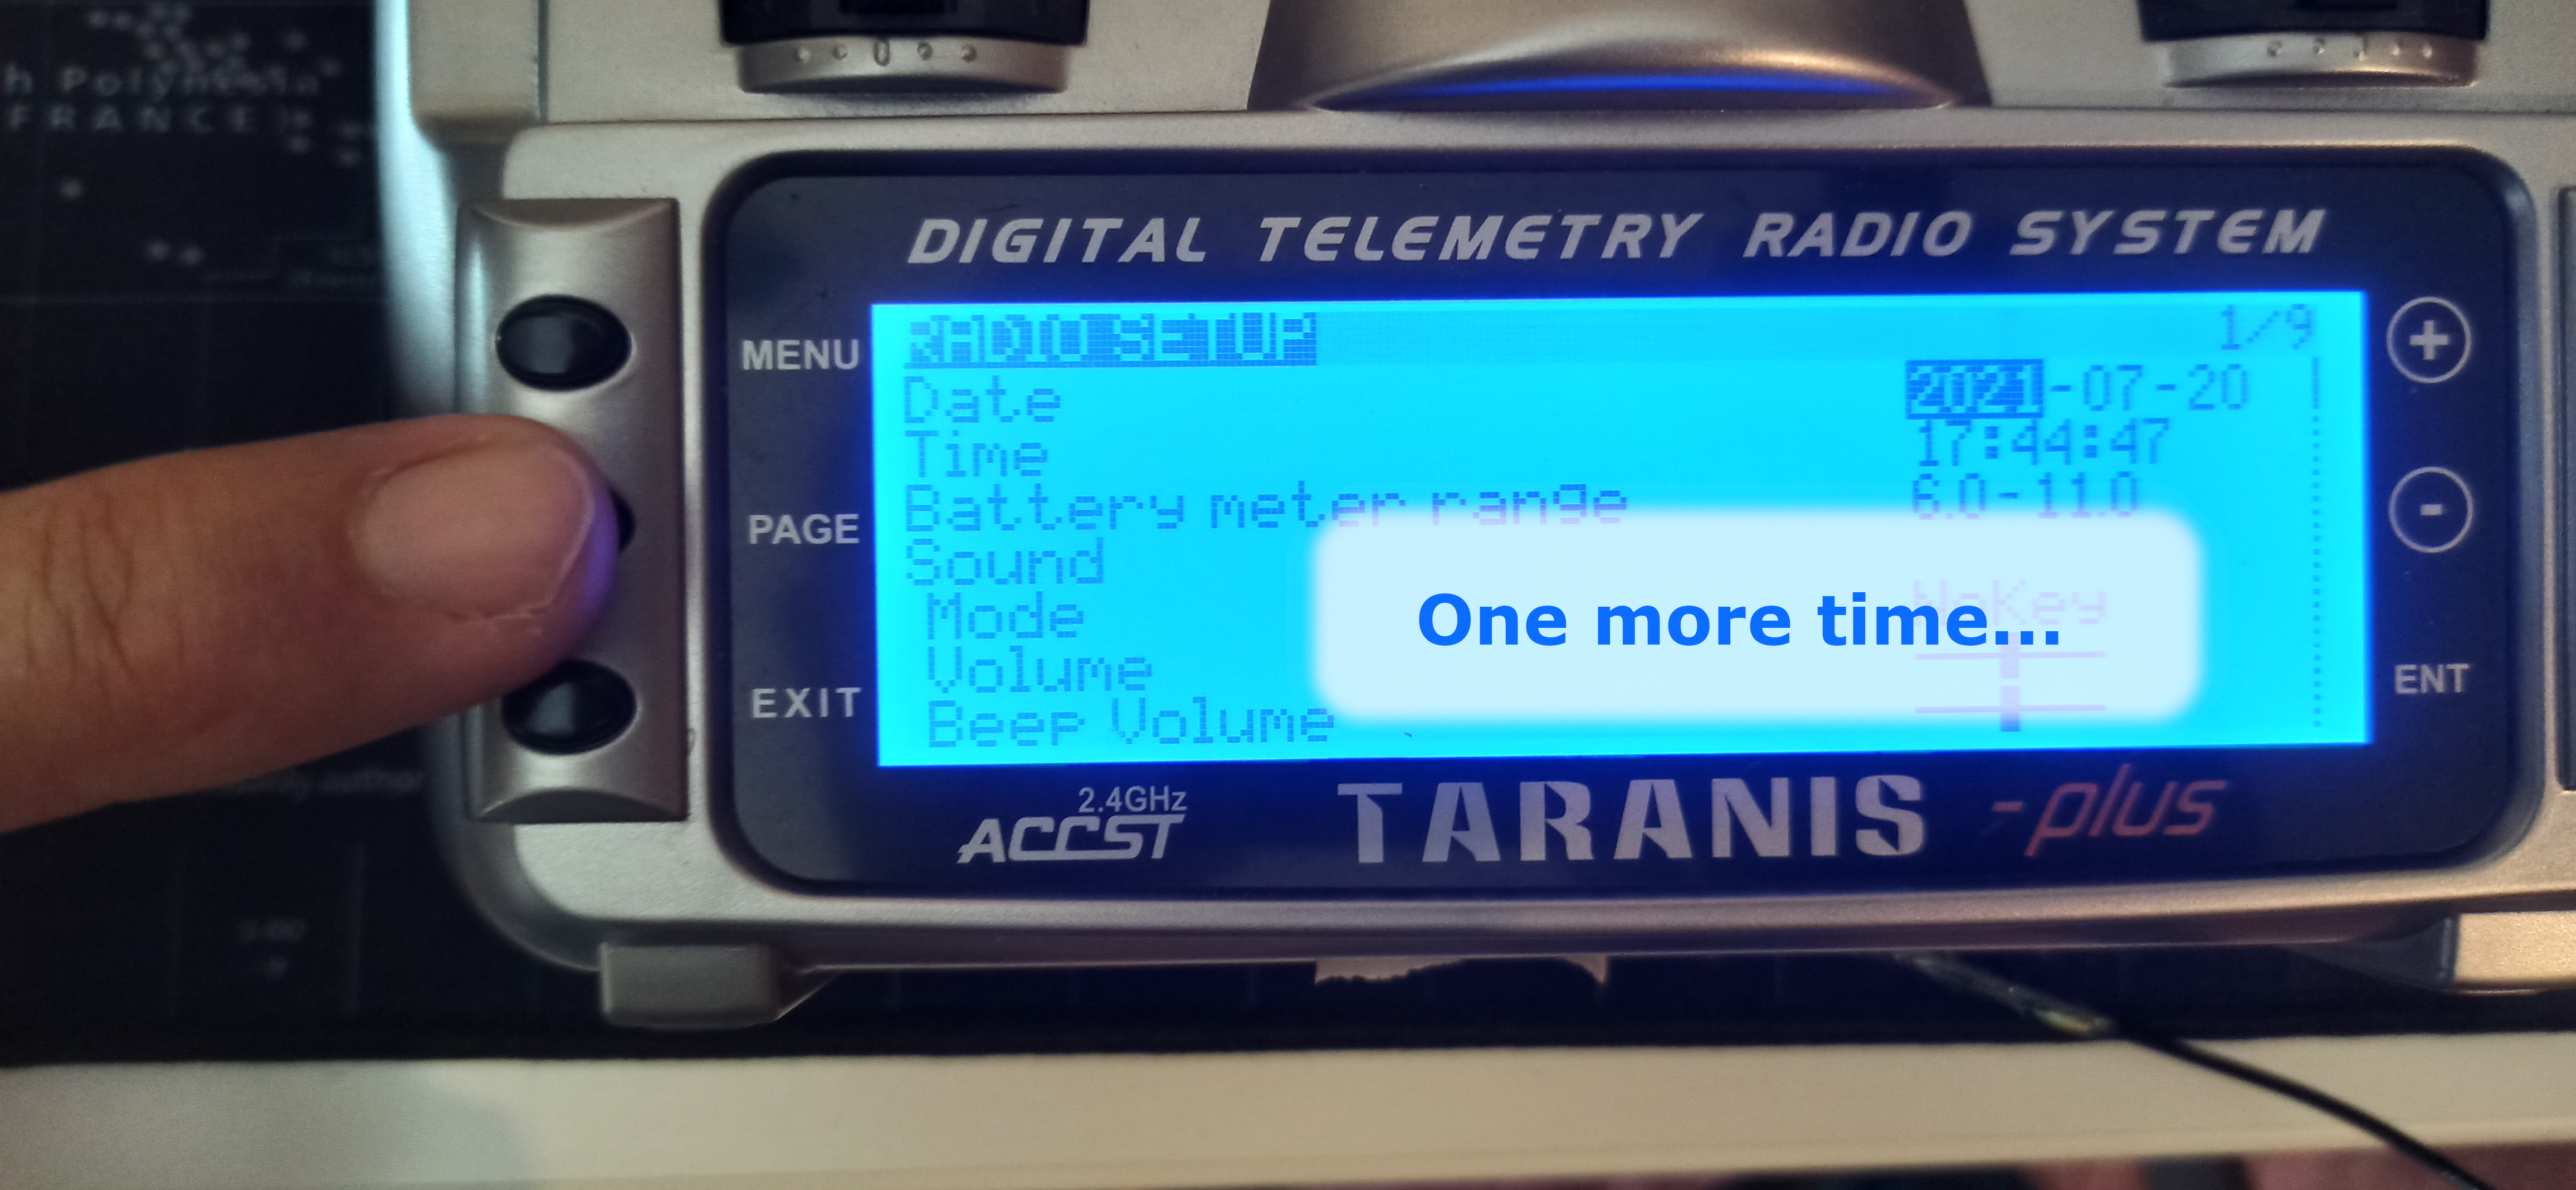 h Polynesia
FRANCE)
DIGITAL TELEMETRY RADIO SYSTEM
MENU
PAGE
EXIT
RADIO SETUP 1/9
Date 2021-07-20
Time 17:44:47
Battery meter range 6.0-11.0
Sound
Mode NoKey
Volume
Beep Volume
One more time...
+
-
ENT
2.4GHz
ACCST
TARANIS -plus